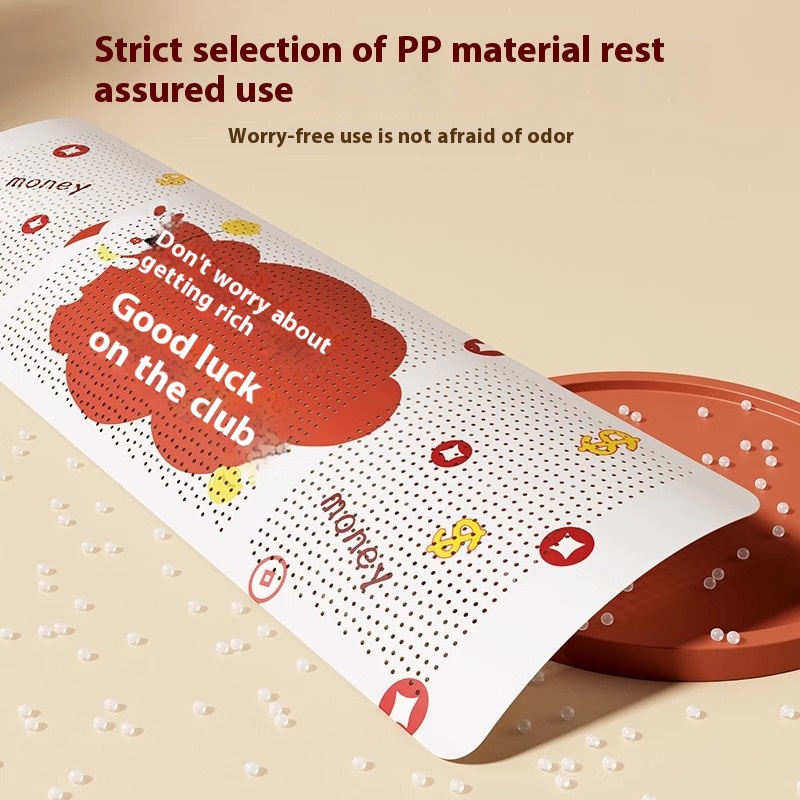 Strict selection of PP material rest
assured use
Worry-free use is not afraid of odor
money
Don't worry about
getting rich
Good luck
on the club
money